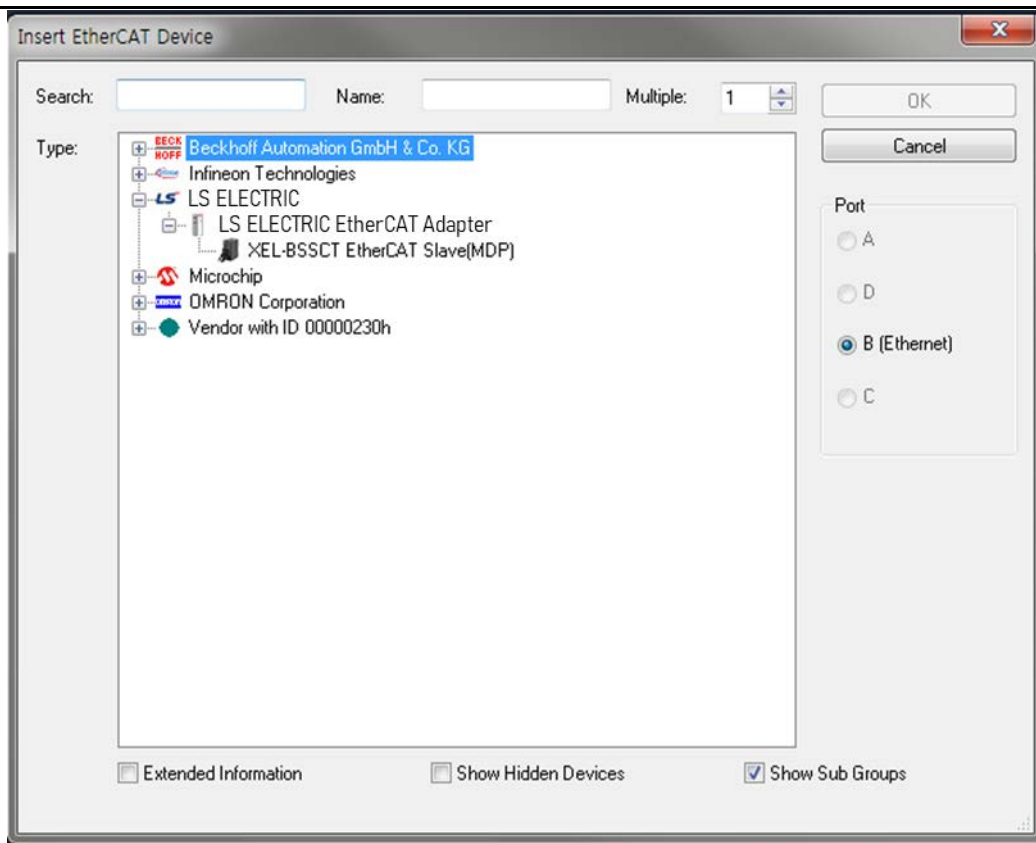 Insert EtherCAT Device
Search: Name: Multiple: 1 OK
Type: Cancel
BECK
HOFF Beckhoff Automation GmbH & Co. KG
Infineon Technologies
LS LS ELECTRIC
LS ELECTRIC EtherCAT Adapter
XEL-BSSCT EtherCAT Slave(MDP)
Microchip
OMRON OMRON Corporation
Vendor with ID 00000230h
Port
A
D
B (Ethernet)
C
Extended Information Show Hidden Devices Show Sub Groups